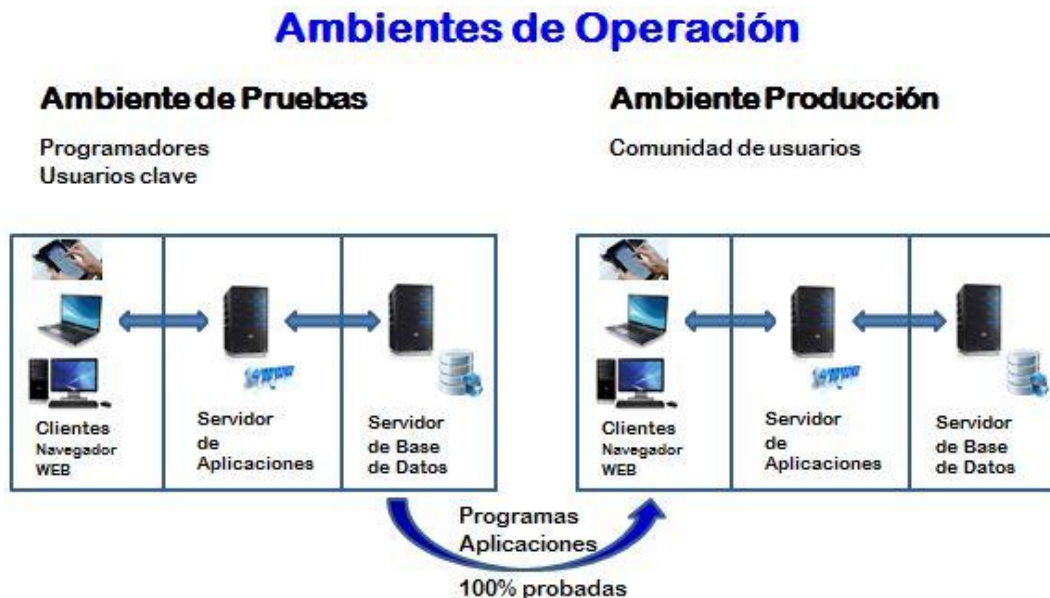 Ambientes de Operación
Ambiente de Pruebas
Programadores
Usuarios clave
Clientes
Navegador
WEB
Servidor
de
Aplicaciones
Servidor
de Base
de Datos
Ambiente Producción
Comunidad de usuarios
Clientes
Navegador
WEB
Servidor
de
Aplicaciones
Servidor
de Base
de Datos
Programas
Aplicaciones
100% probadas